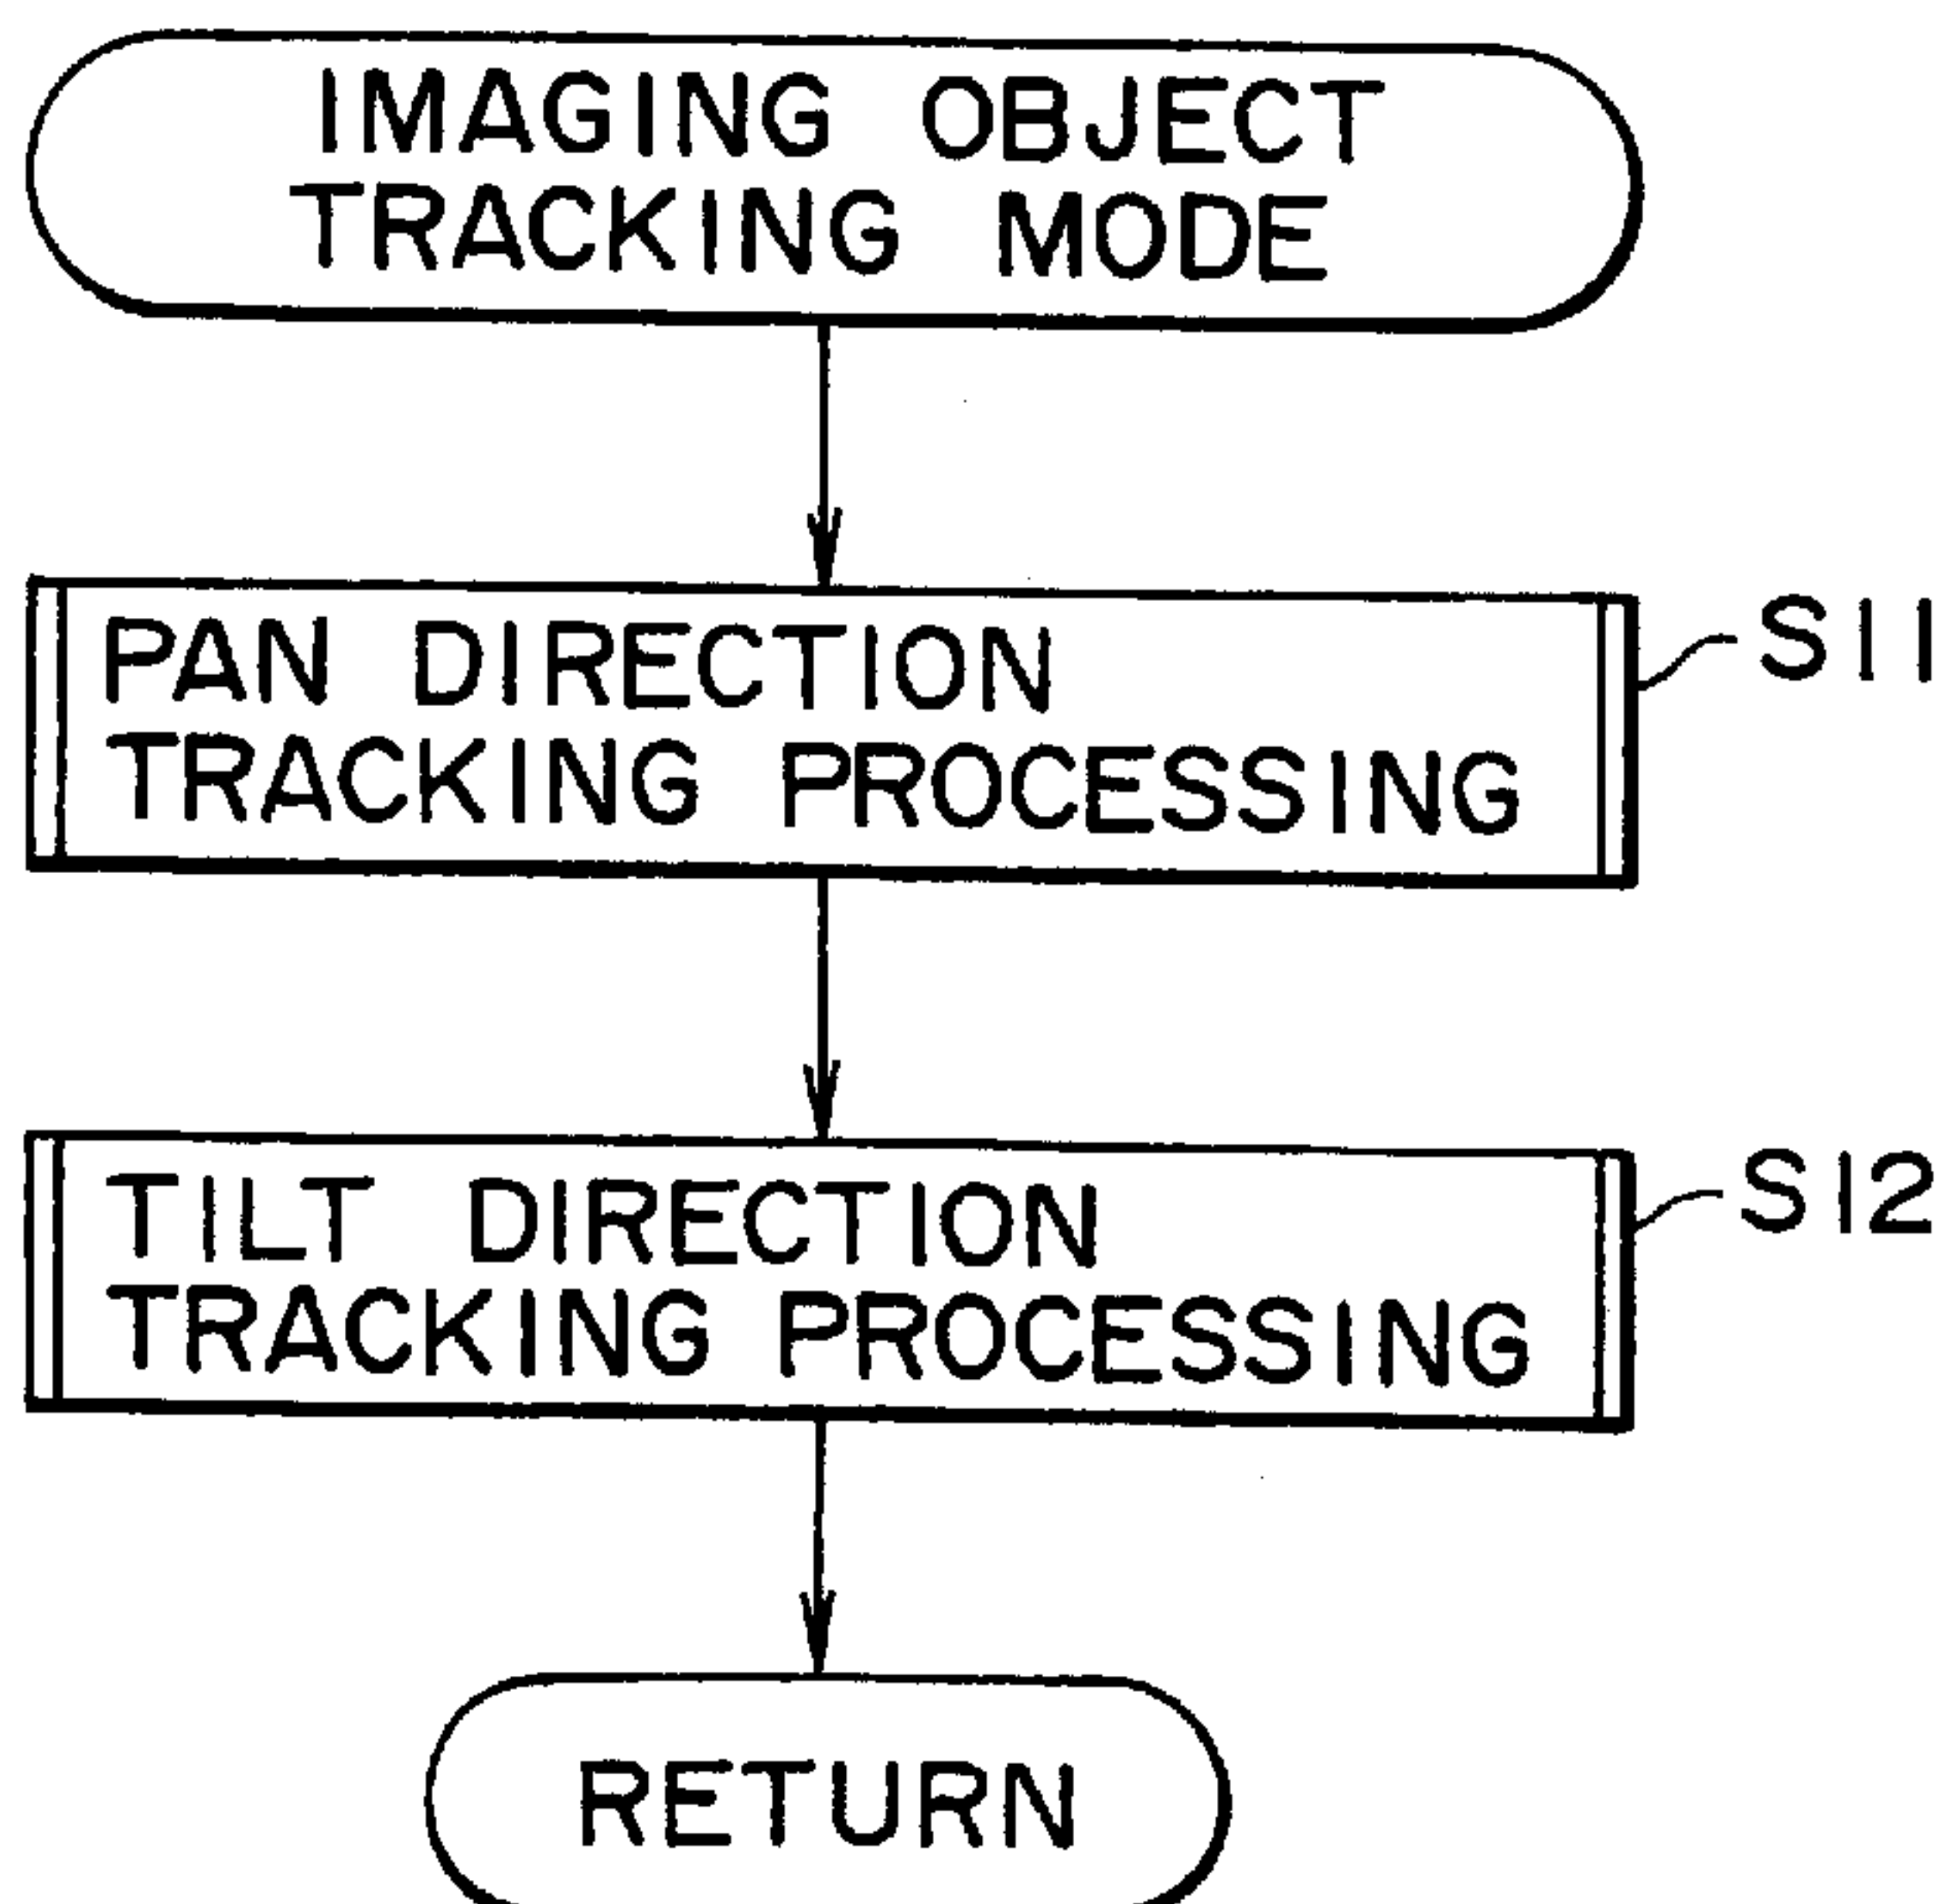 IMAGING OBJECT
TRACKING MODE
PAN DIRECTION
TRACKING PROCESSING
S11
TILT DIRECTION
TRACKING PROCESSING
S12
RETURN